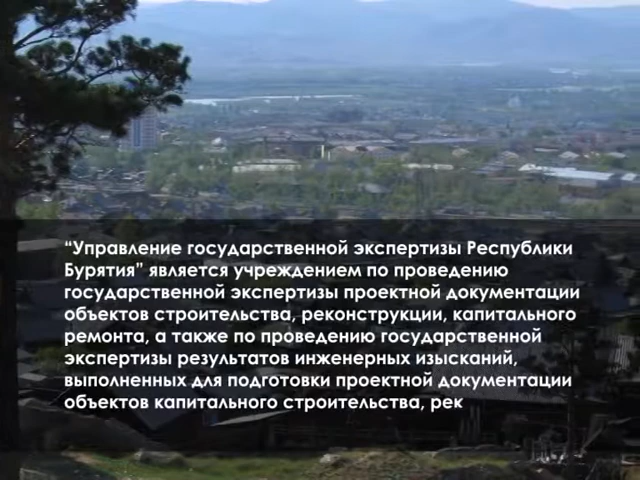 “Управление государственной экспертизы Республики
Бурятия” является учреждением по проведению
государственной экспертизы проектной документации
объектов строительства, реконструкции, капитального
ремонта, а также по проведению государственной
экспертизы результатов инженерных изысканий,
выполненных для подготовки проектной документации
объектов капитального строительства, рек